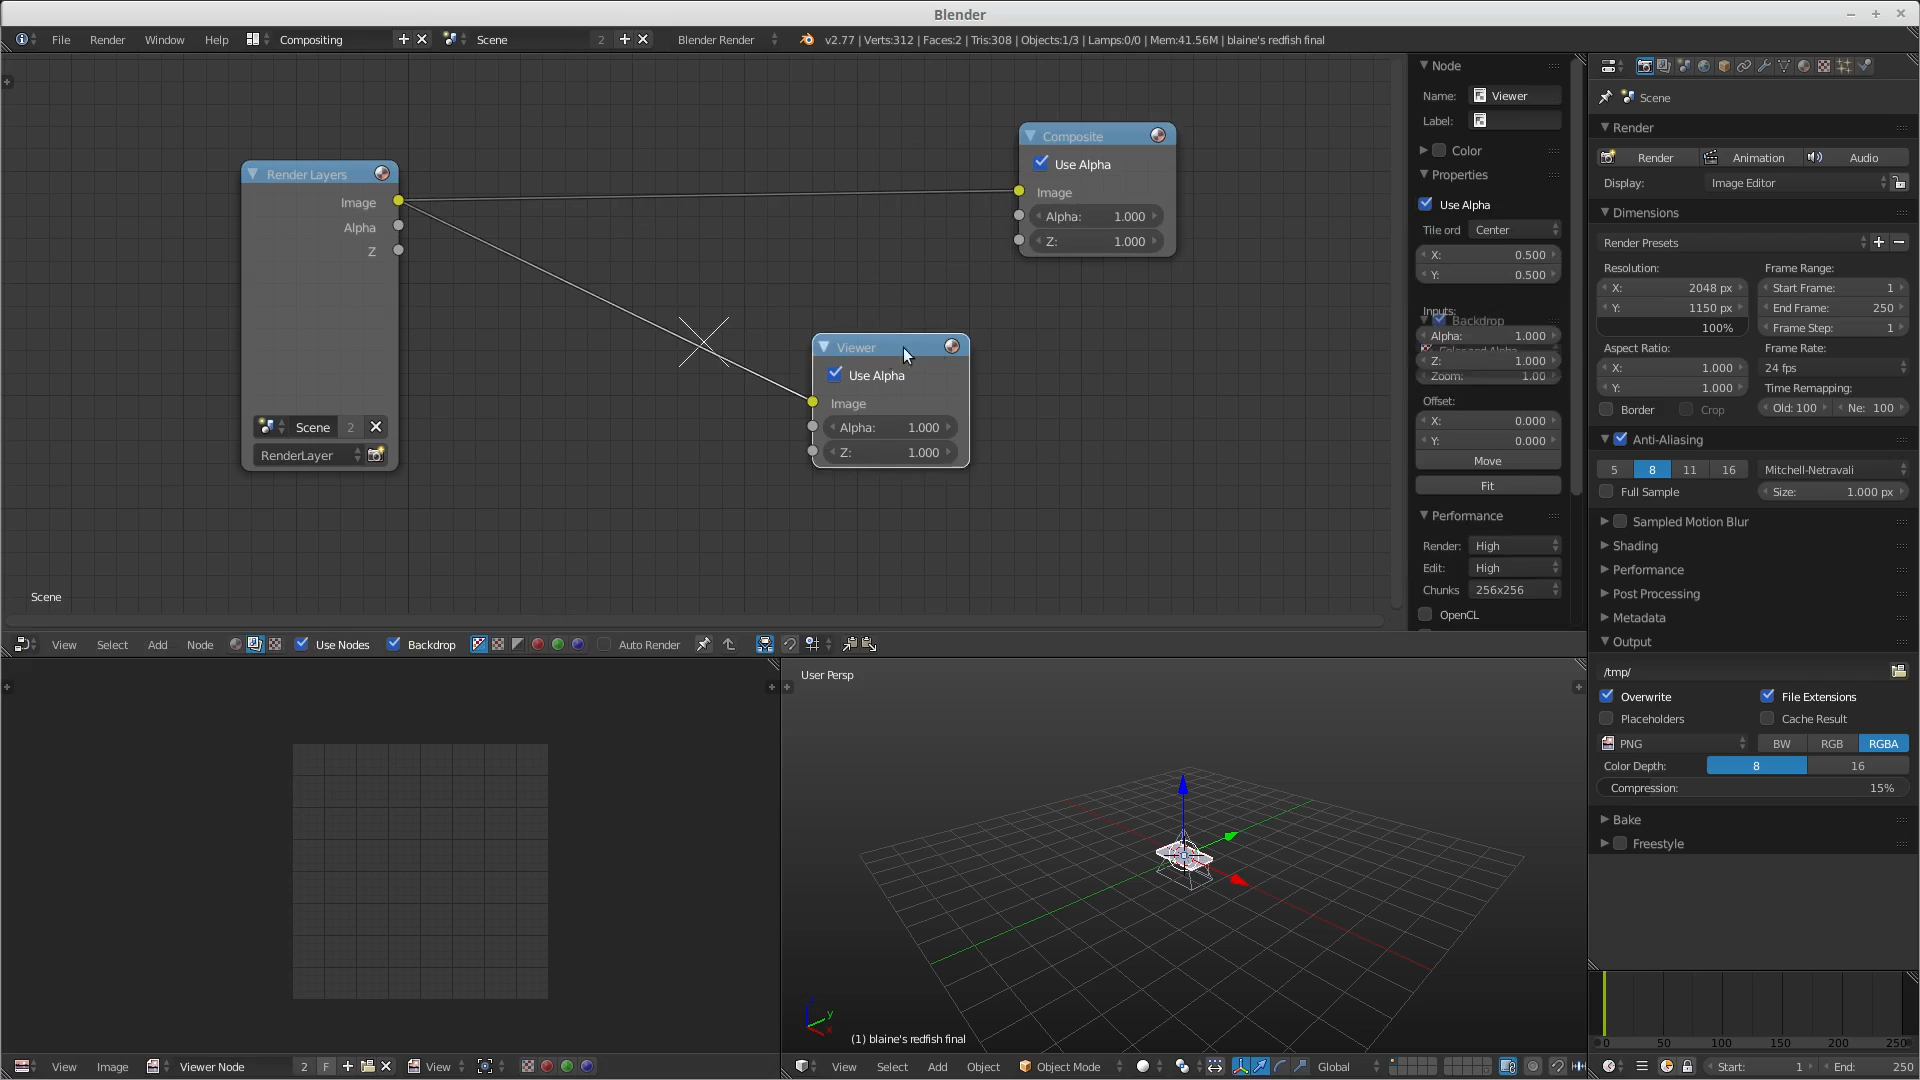 Blender
File Render Window Help Compositing Scene 2 Blender Render v2.77 | Verts:312 | Faces:2 | Tris:308 | Objects:1/3 | Lamps:0/0 | Mem:41.56M | blaine's redfish final
Render Layers
Image
Alpha
Z
Scene 2
RenderLayer
Composite
Use Alpha
Image
Alpha: 1.000
Z: 1.000
Viewer
Use Alpha
Image
Alpha: 1.000
Z: 1.000
Scene
Node
Name: Viewer
Label:
Color
Properties
Use Alpha
Tile ord Center
X: 0.500
Y: 0.500
Inputs:
Backdrop
Alpha: 1.000
Z: 1.000
Zoom: 1.00
Offset:
X: 0.000
Y: 0.000
Move
Fit
Performance
Render: High
Edit: High
Chunks 256x256
OpenCL
View Select Add Node Use Nodes Backdrop Auto Render
Scene
Render
Render Animation Audio
Display: Image Editor
Dimensions
Render Presets
Resolution: Frame Range:
X: 2048 px Start Frame: 1
Y: 1150 px End Frame: 250
100% Frame Step: 1
Aspect Ratio: Frame Rate:
X: 1.000 24 fps
Y: 1.000 Time Remapping:
Border Crop Old: 100 Ne: 100
Anti-Aliasing
5 8 11 16 Mitchell-Netravali
Full Sample Size: 1.000 px
Sampled Motion Blur
Shading
Performance
Post Processing
Metadata
Output
/tmp/
Overwrite File Extensions
Placeholders Cache Result
PNG BW RGB RGBA
Color Depth: 8 16
Compression: 15%
Bake
Freestyle
User Persp
z
y
x
(1) blaine's redfish final
0 50 100 150 200 250
View Image Viewer Node 2 F View
View Select Add Object Object Mode Global
Start: 1 End: 250